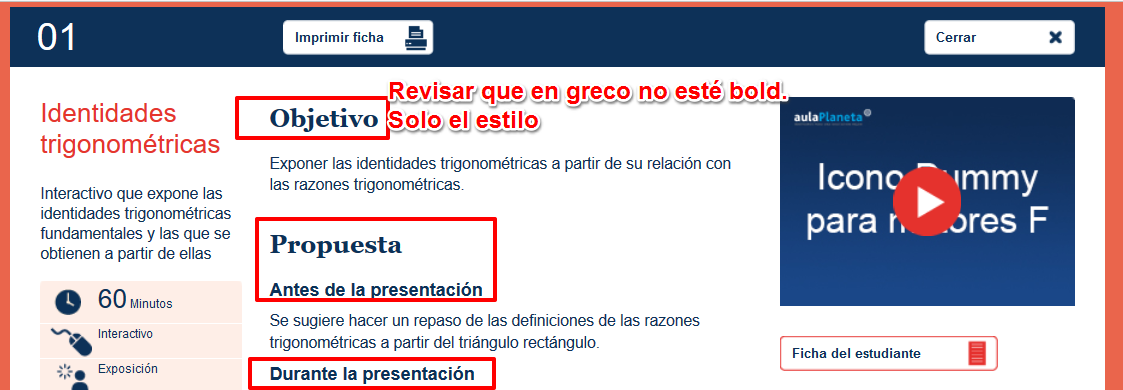 01
Imprimir ficha
Cerrar
Identidades
trigonométricas
Interactivo que expone las
identidades trigonométricas
fundamentales y las que se
obtienen a partir de ellas
60 Minutos
Interactivo
Exposición
Objetivo
Revisar que en greco no esté bold.
Solo el estilo
Exponer las identidades trigonométricas a partir de su relación con
las razones trigonométricas.
Propuesta
Antes de la presentación
Se sugiere hacer un repaso de las definiciones de las razones
trigonométricas a partir del triángulo rectángulo.
Durante la presentación
aulaPlaneta
Icono Dummy
para F
Ficha del estudiante